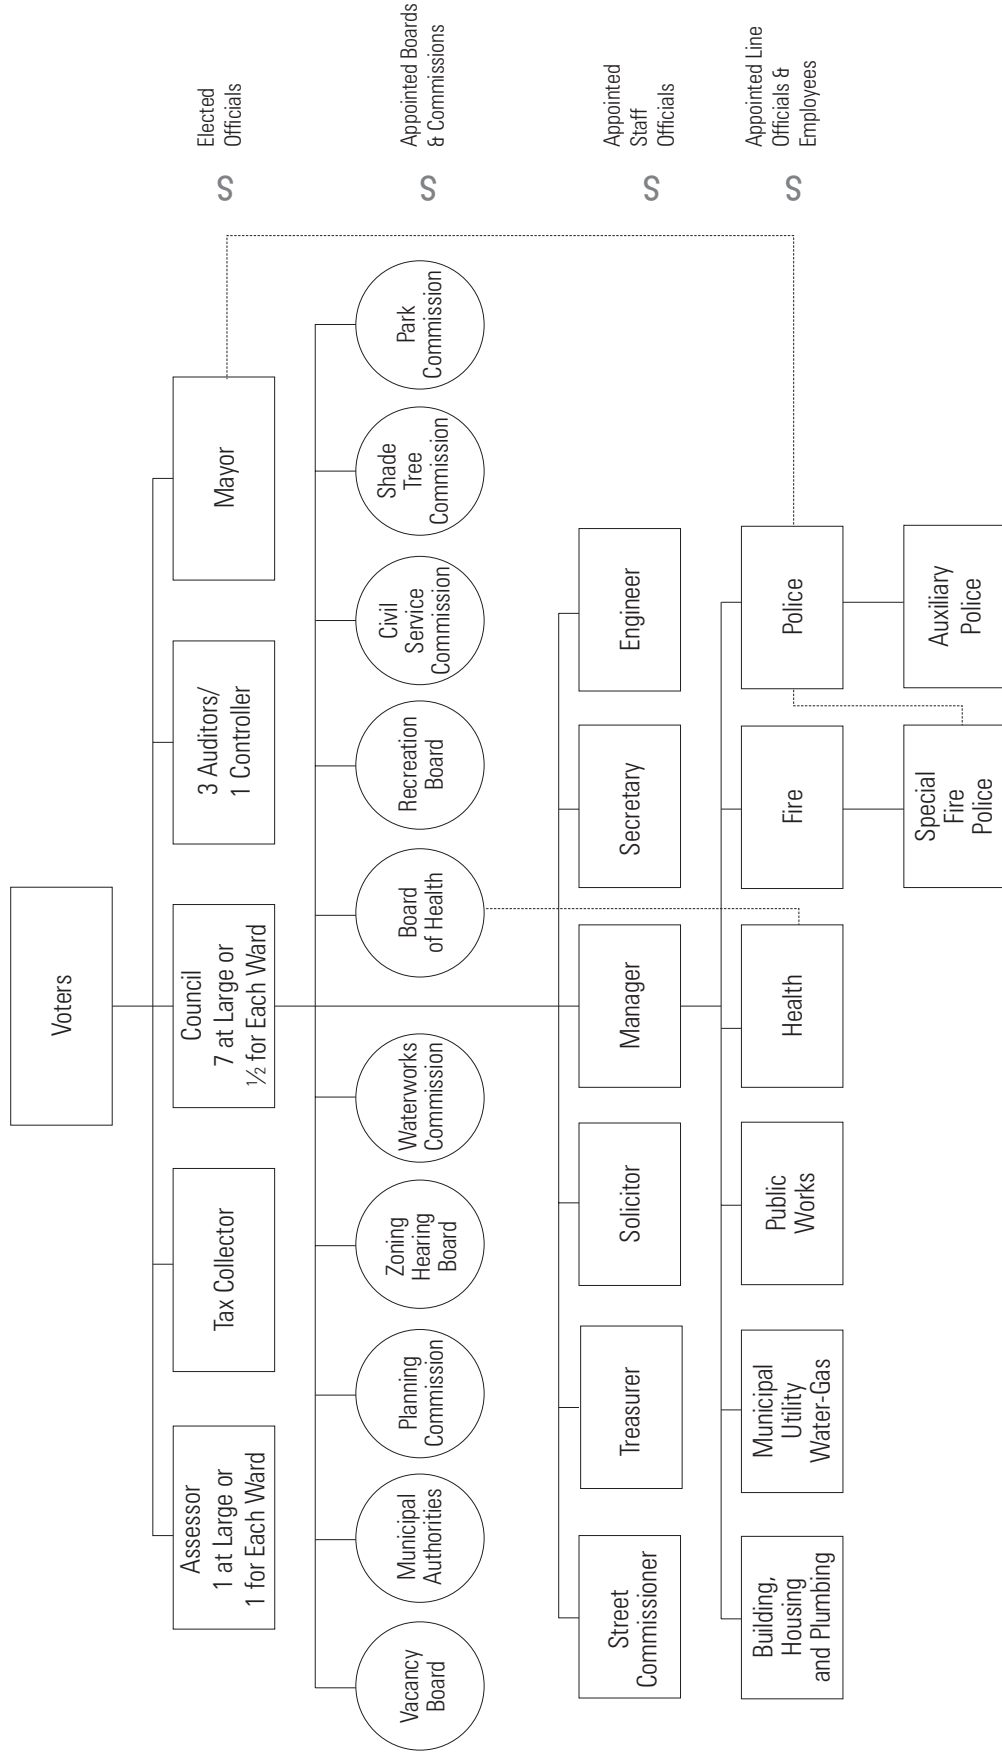 Voters
Assessor
1 at Large or
1 for Each Ward
Tax Collector
Council
7 at Large or
½ for Each Ward
3 Auditors/
1 Controller
Mayor
S
Elected
Officials
Vacancy
Board
Municipal
Authorities
Planning
Commission
Zoning
Hearing
Board
Waterworks
Commission
Board
of Health
Recreation
Board
Civil
Service
Commission
Shade
Tree
Commission
Park
Commission
S
Appointed Boards
& Commissions
Street
Commissioner
Treasurer
Solicitor
Manager
Secretary
Engineer
S
Appointed
Staff
Officials
Building,
Housing
and Plumbing
Municipal
Utility
Water-Gas
Public
Works
Health
Fire
Police
S
Appointed Line
Officials &
Employees
Special
Fire
Police
Auxiliary
Police